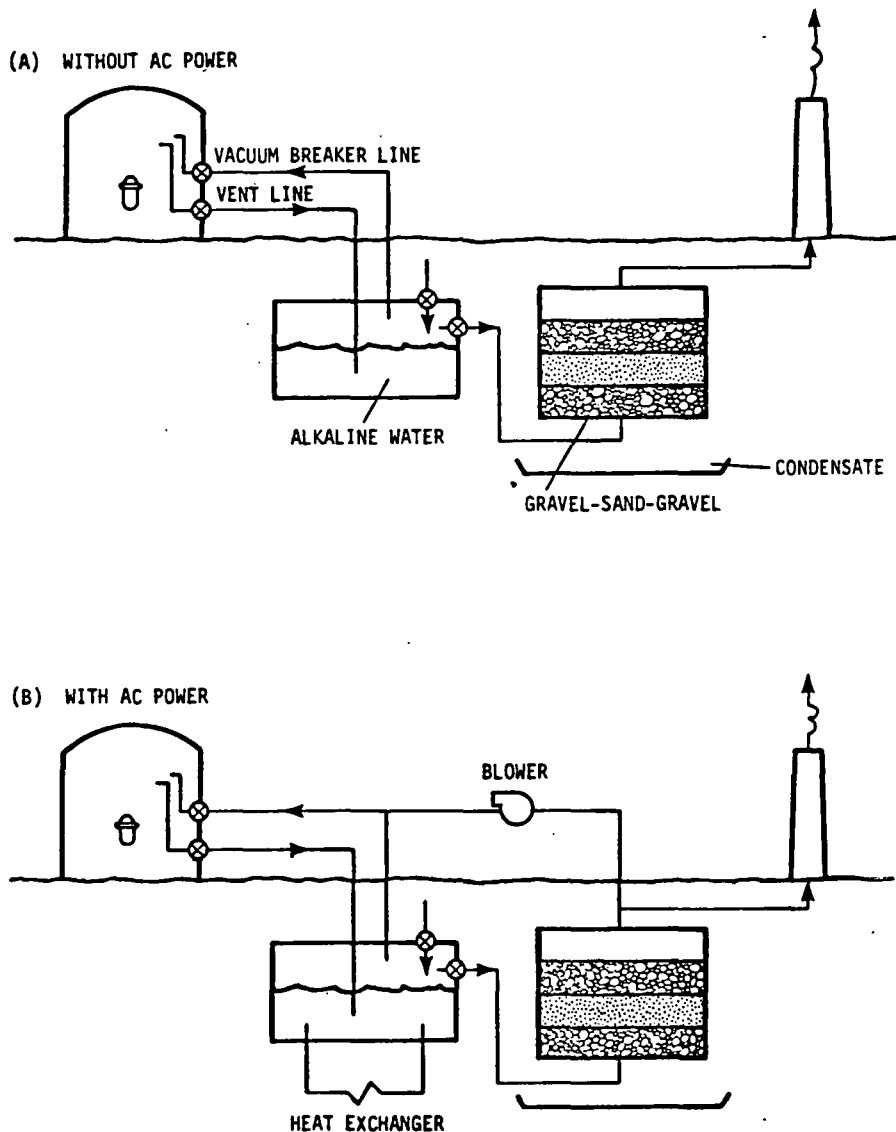 (A) WITHOUT AC POWER
VACUUM BREAKER LINE
VENT LINE
ALKALINE WATER
CONDENSATE
GRAVEL-SAND-GRAVEL
(B) WITH AC POWER
BLOWER
HEAT EXCHANGER